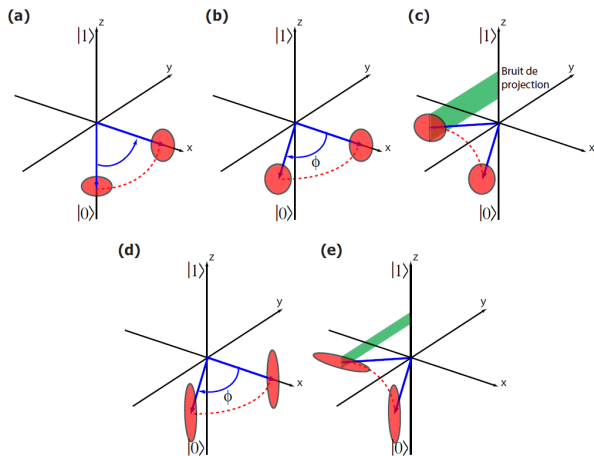 (a)
|1⟩
z
y
x
|0⟩
(b)
|1⟩
z
y
x
ϕ
|0⟩
(c)
|1⟩
z
y
Bruit de
projection
x
|0⟩
(d)
|1⟩
z
y
x
ϕ
|0⟩
(e)
|1⟩
z
y
x
|0⟩